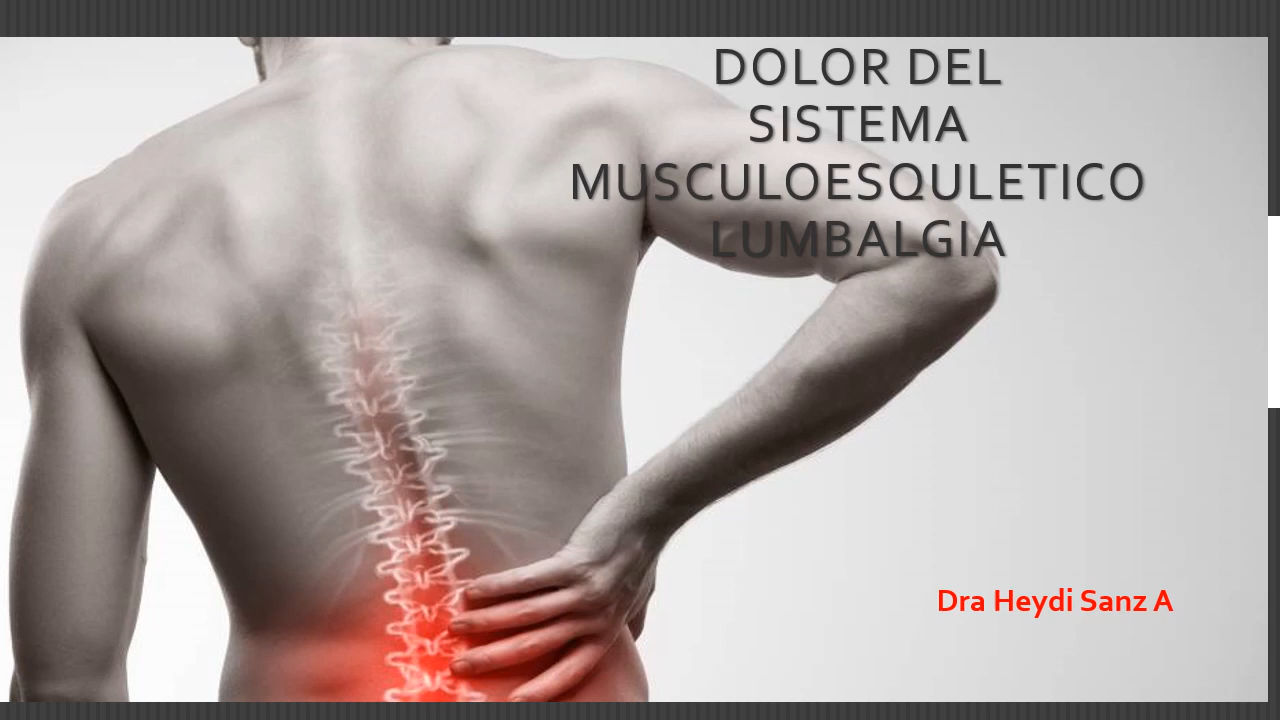 DOLOR DEL
SISTEMA
MUSCULOESQULETICO
LUMBALGIA
Dra Heydi Sanz A